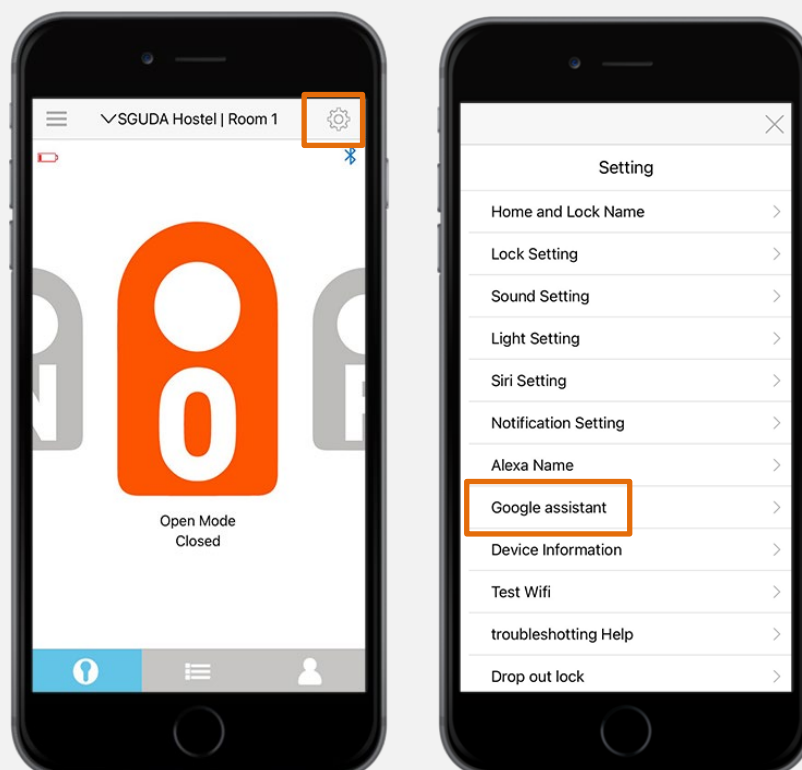 SGUDA Hostel | Room 1
N
0
Open Mode
Closed
Setting
Home and Lock Name
Lock Setting
Sound Setting
Light Setting
Siri Setting
Notification Setting
Alexa Name
Google assistant
Device Information
Test Wifi
troubleshotting Help
Drop out lock